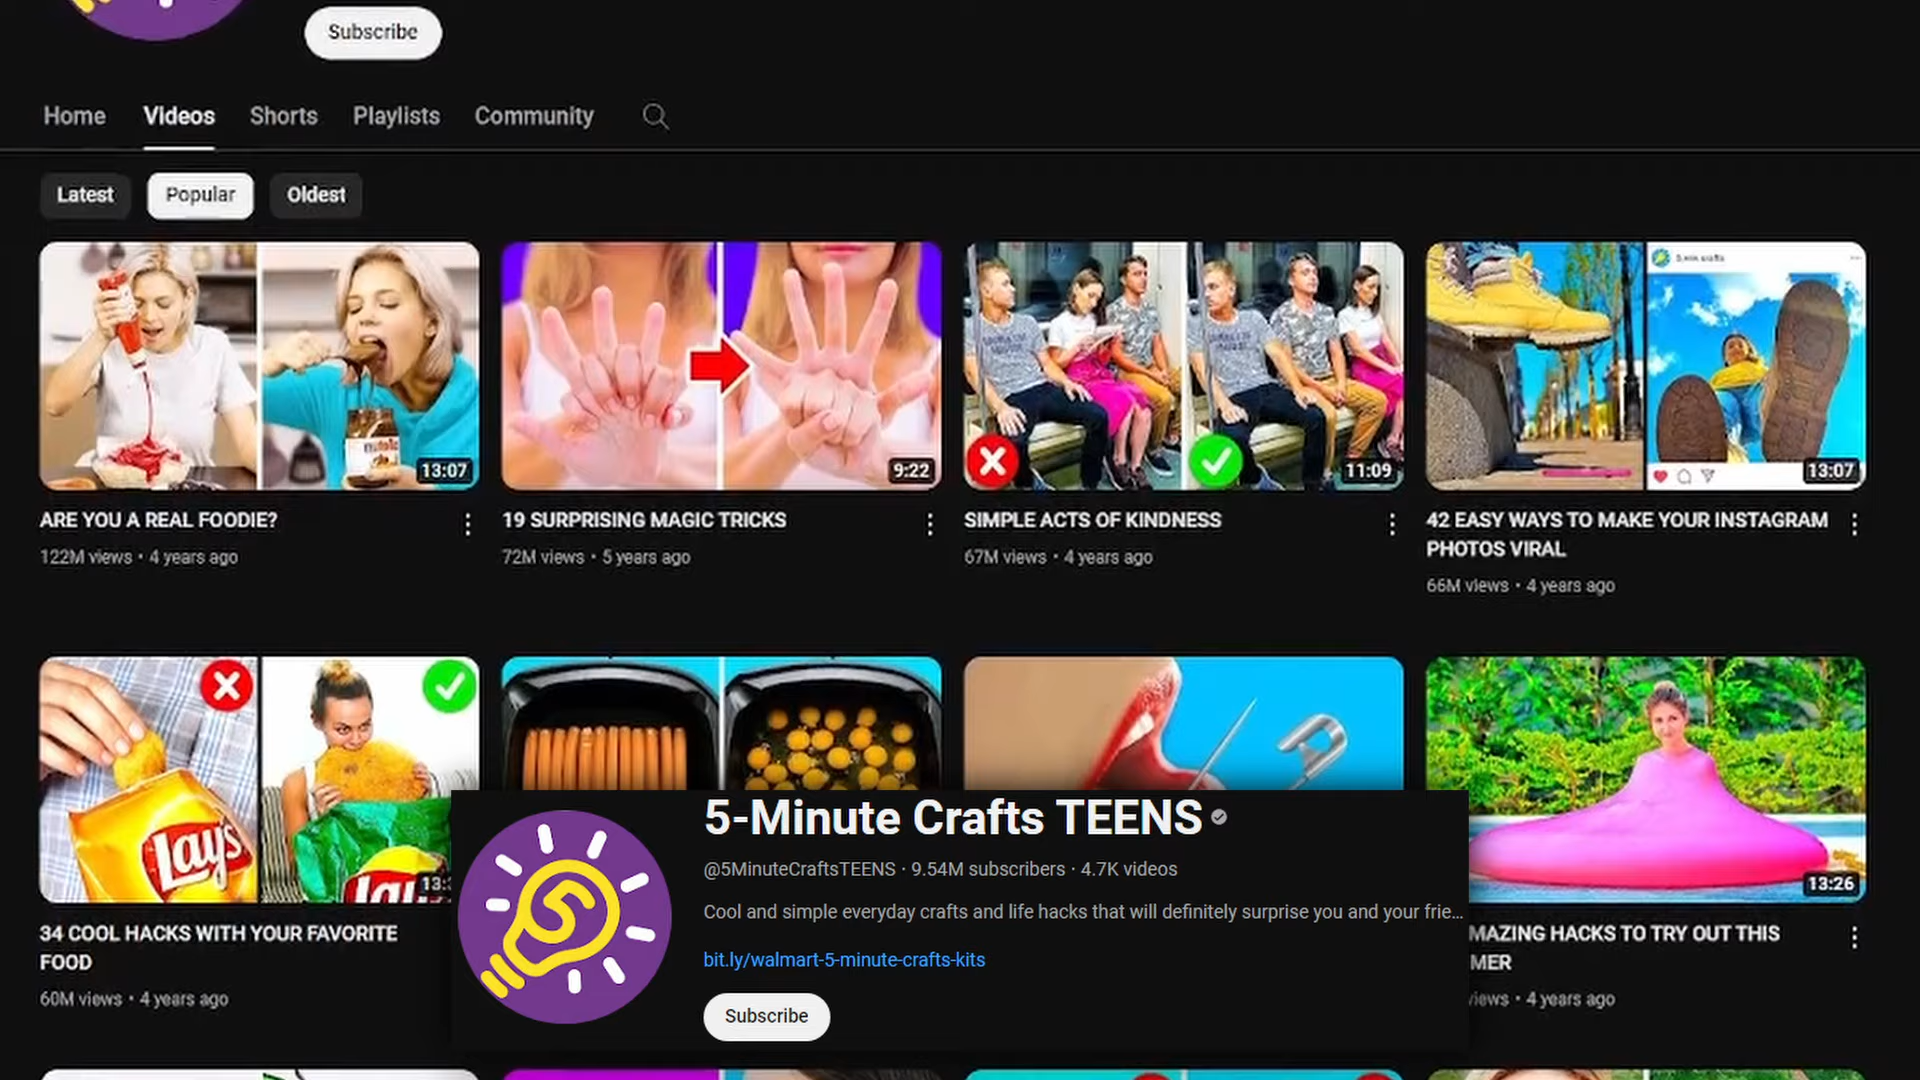 Subscribe
Home Videos Shorts Playlists Community
Latest Popular Oldest
nutella
13:07
9:22
11:09
13:07
ARE YOU A REAL FOODIE?
122M views • 4 years ago
19 SURPRISING MAGIC TRICKS
72M views • 5 years ago
SIMPLE ACTS OF KINDNESS
67M views • 4 years ago
42 EASY WAYS TO MAKE YOUR INSTAGRAM
PHOTOS VIRAL
66M views • 4 years ago
Lay's
13:
13:26
34 COOL HACKS WITH YOUR FAVORITE
FOOD
60M views • 4 years ago
5-Minute Crafts TEENS
@5MinuteCraftsTEENS · 9.54M subscribers · 4.7K videos
Cool and simple everyday crafts and life hacks that will definitely surprise you and your frie...
bit.ly/walmart-5-minute-crafts-kits
Subscribe
5
MAZING HACKS TO TRY OUT THIS
MER
iews • 4 years ago